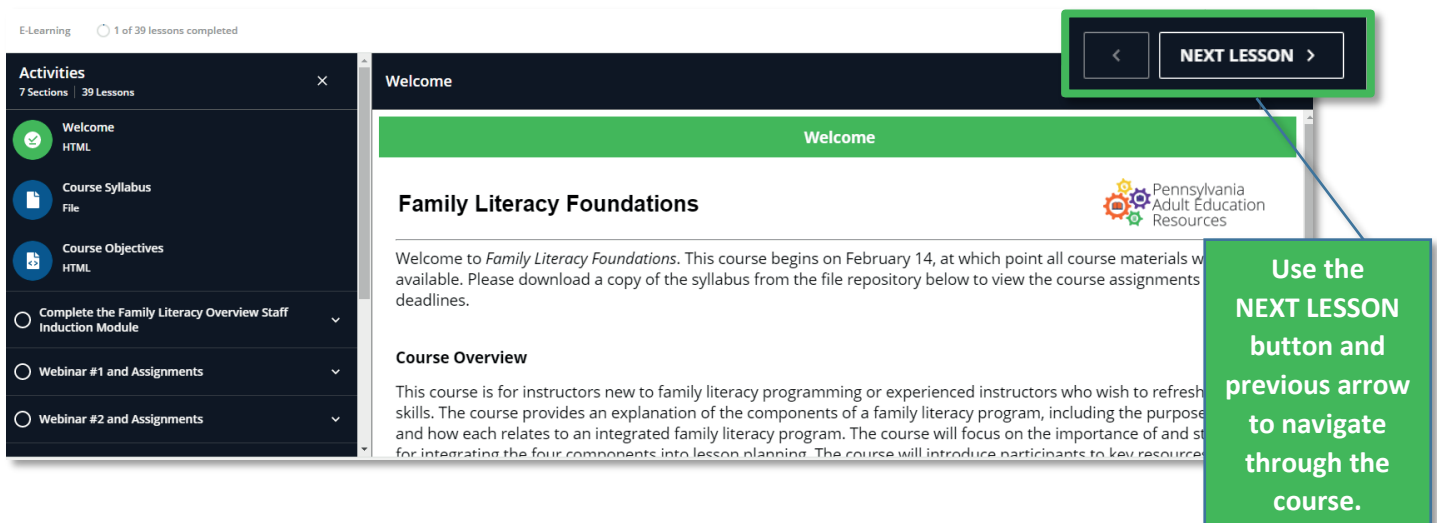 E-Learning 1 of 39 lessons completed
NEXT LESSON
Activities
7 Sections | 39 Lessons
Welcome
HTML
Course Syllabus
File
Course Objectives
HTML
Complete the Family Literacy Overview Staff
Induction Module
Webinar #1 and Assignments
Webinar #2 and Assignments
Welcome
Welcome
Family Literacy Foundations
Pennsylvania
Adult Education
Resources
Welcome to Family Literacy Foundations. This course begins on February 14, at which point all course materials w
available. Please download a copy of the syllabus from the file repository below to view the course assignments
deadlines.
Course Overview
This course is for instructors new to family literacy programming or experienced instructors who wish to refresh
skills. The course provides an explanation of the components of a family literacy program, including the purpose
and how each relates to an integrated family literacy program. The course will focus on the importance of and st
for integrating the four components into lesson planning. The course will introduce participants to key resources
Use the
NEXT LESSON
button and
previous arrow
to navigate
through the
course.